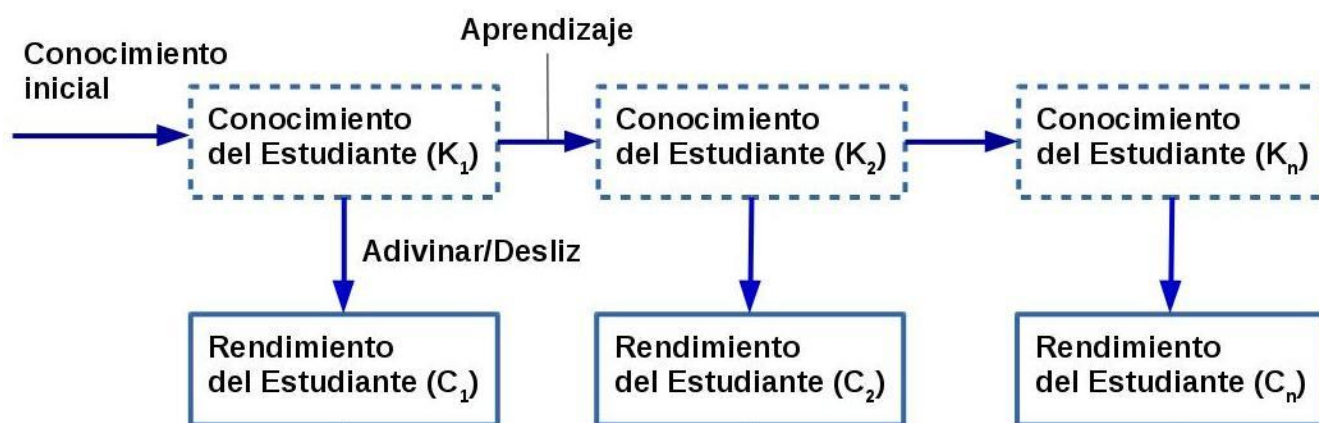 Aprendizaje
Conocimiento
inicial
Conocimiento
del Estudiante (K₁)
Conocimiento
del Estudiante (K₂)
Conocimiento
del Estudiante (Kₙ)
Adivinar/Desliz
Rendimiento
del Estudiante (C₁)
Rendimiento
del Estudiante (C₂)
Rendimiento
del Estudiante (Cₙ)